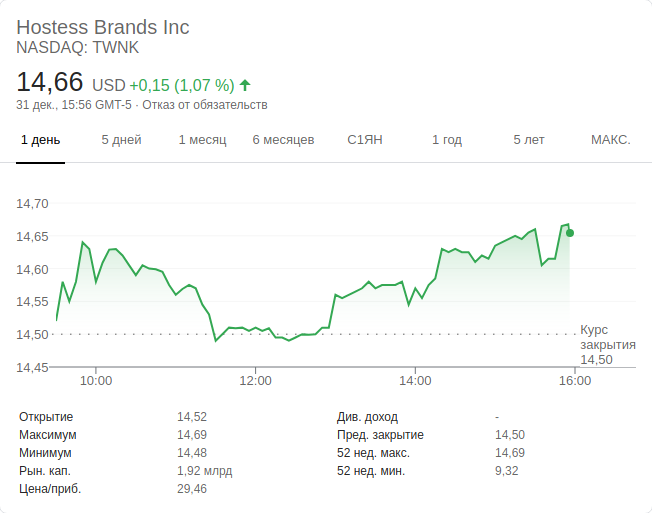 Hostess Brands Inc
NASDAQ: TWNK
14,66 USD +0,15 (1,07 %)
31 дек., 15:56 GMT-5 · Отказ от обязательств
1 день 5 дней 1 месяц 6 месяцев С1ЯН 1 год 5 лет МАКС.
14,70
14,65
14,60
14,55
14,50
Курс
закрытия
14,50
14,45
10:00 12:00 14:00 16:00
Открытие 14,52 Див. доход -
Максимум 14,69 Пред. закрытие 14,50
Минимум 14,48 52 нед. макс. 14,69
Рын. кап. 1,92 млрд 52 нед. мин. 9,32
Цена/приб. 29,46